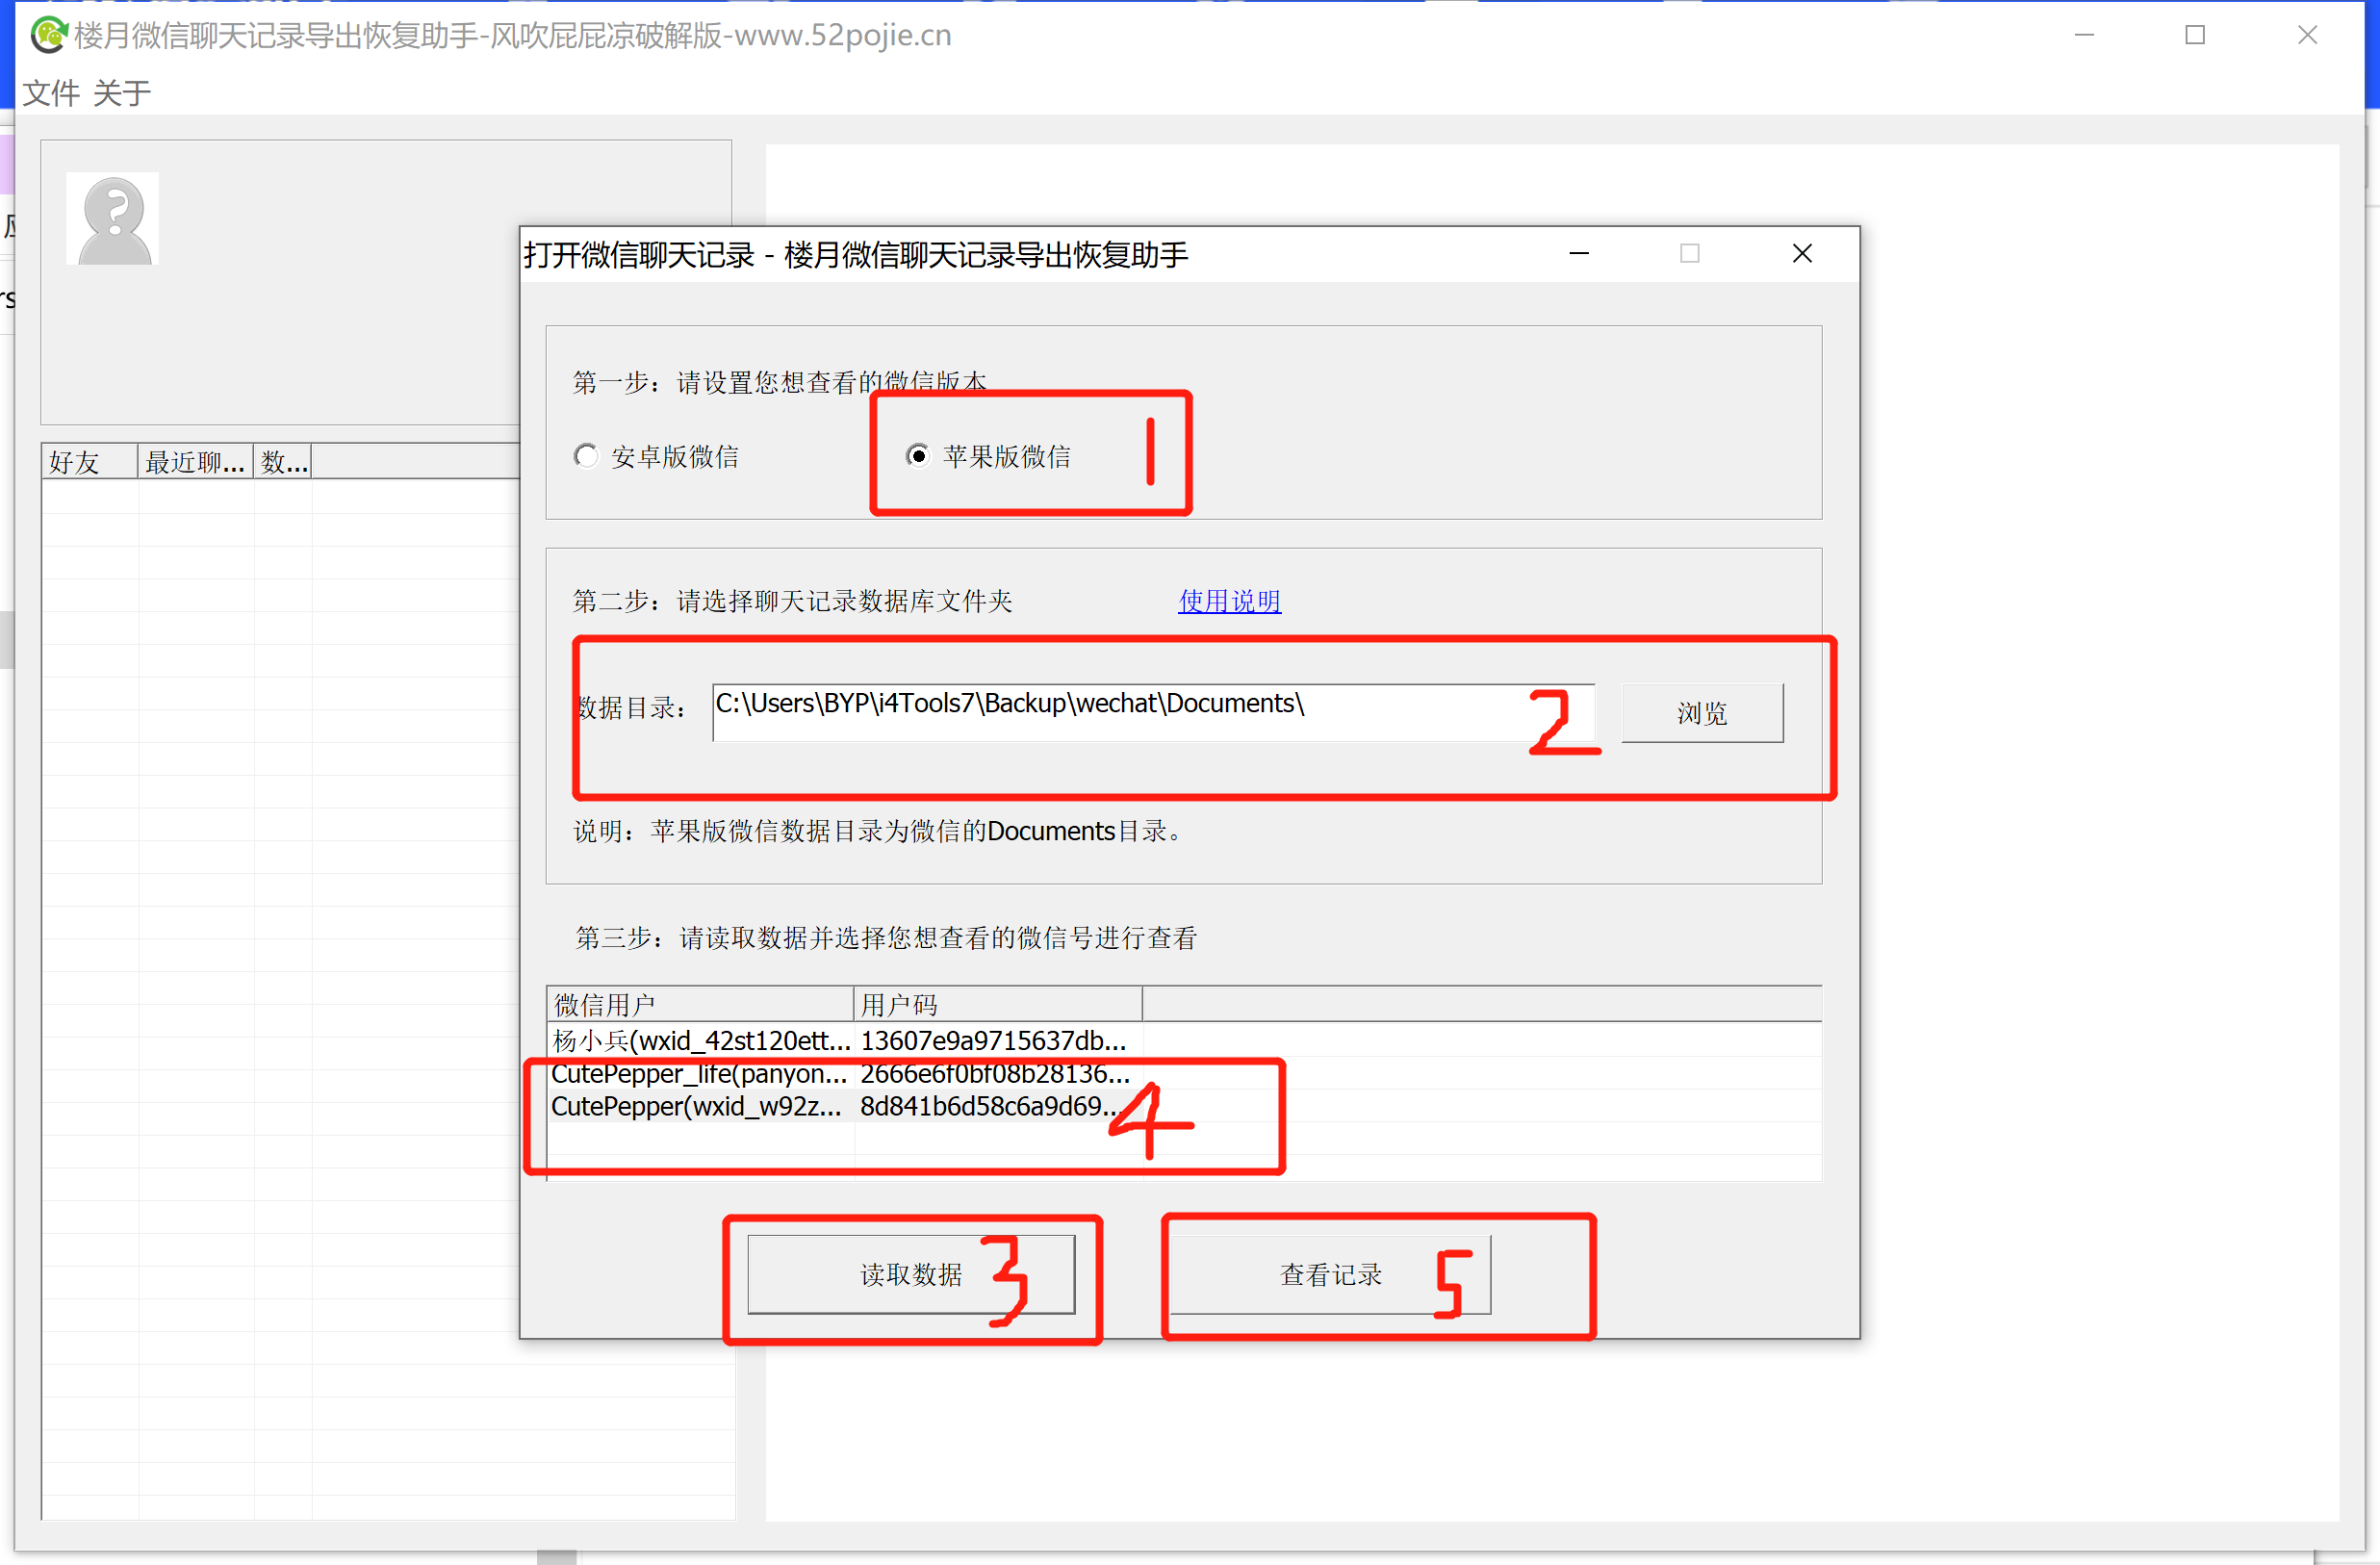 楼月微信聊天记录导出恢复助手-风吹屁屁凉破解版-www.52pojie.cn
文件 关于
打开微信聊天记录 - 楼月微信聊天记录导出恢复助手
第一步：请设置您想查看的微信版本
安卓版微信 苹果版微信 1
好友 最近聊... 数...
第二步：请选择聊天记录数据库文件夹 使用说明
数据目录： C:\Users\BYP\i4Tools7\Backup\wechat\Documents\ 2 浏览
说明：苹果版微信数据目录为微信的Documents目录。
第三步：请读取数据并选择您想查看的微信号进行查看
微信用户 用户码
杨小兵(wxid_42st120ett... 13607e9a9715637db...
CutePepper_life(panyon... 2666e6f0bf08b28136...
CutePepper(wxid_w92z... 8d841b6d58c6a9d69... 4
读取数据 3 查看记录 5